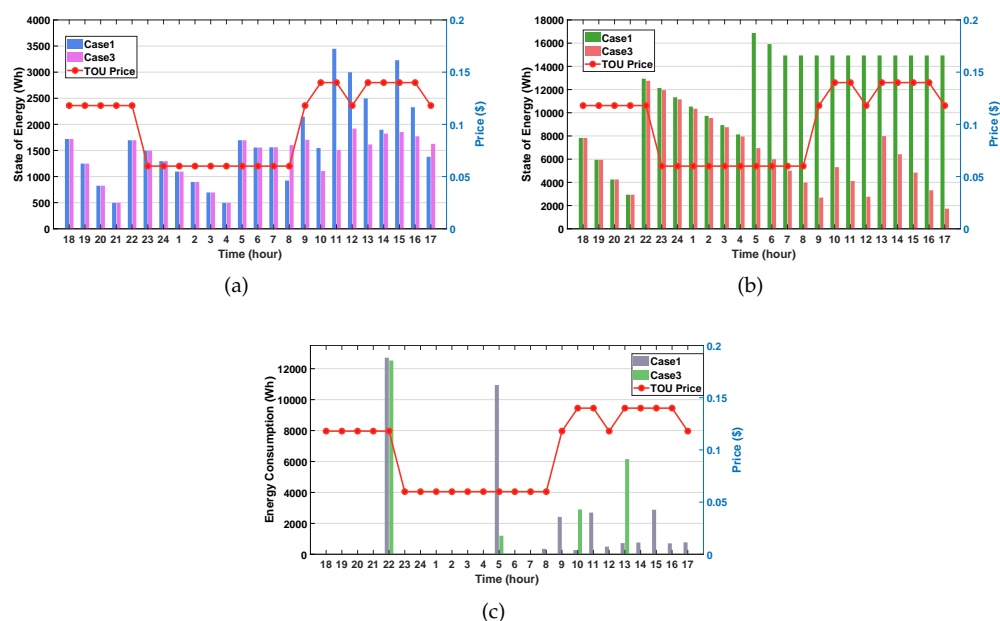 4000
3500
3000
2500
2000
1500
1000
500
0
State of Energy (Wh)
Case1
Case3
TOU Price
0.2
0.15
0.1
0.05
0
Price ($)
18 19 20 21 22 23 24 1 2 3 4 5 6 7 8 9 10 11 12 13 14 15 16 17
Time (hour)
(a)
18000
16000
14000
12000
10000
8000
6000
4000
2000
0
State of Energy (Wh)
Case1
Case3
TOU Price
0.2
0.15
0.1
0.05
0
Price ($)
18 19 20 21 22 23 24 1 2 3 4 5 6 7 8 9 10 11 12 13 14 15 16 17
Time (hour)
(b)
12000
10000
8000
6000
4000
2000
0
Energy Consumption (Wh)
Case1
Case3
TOU Price
0.2
0.15
0.1
0.05
0
Price ($)
18 19 20 21 22 23 24 1 2 3 4 5 6 7 8 9 10 11 12 13 14 15 16 17
Time (hour)
(c)